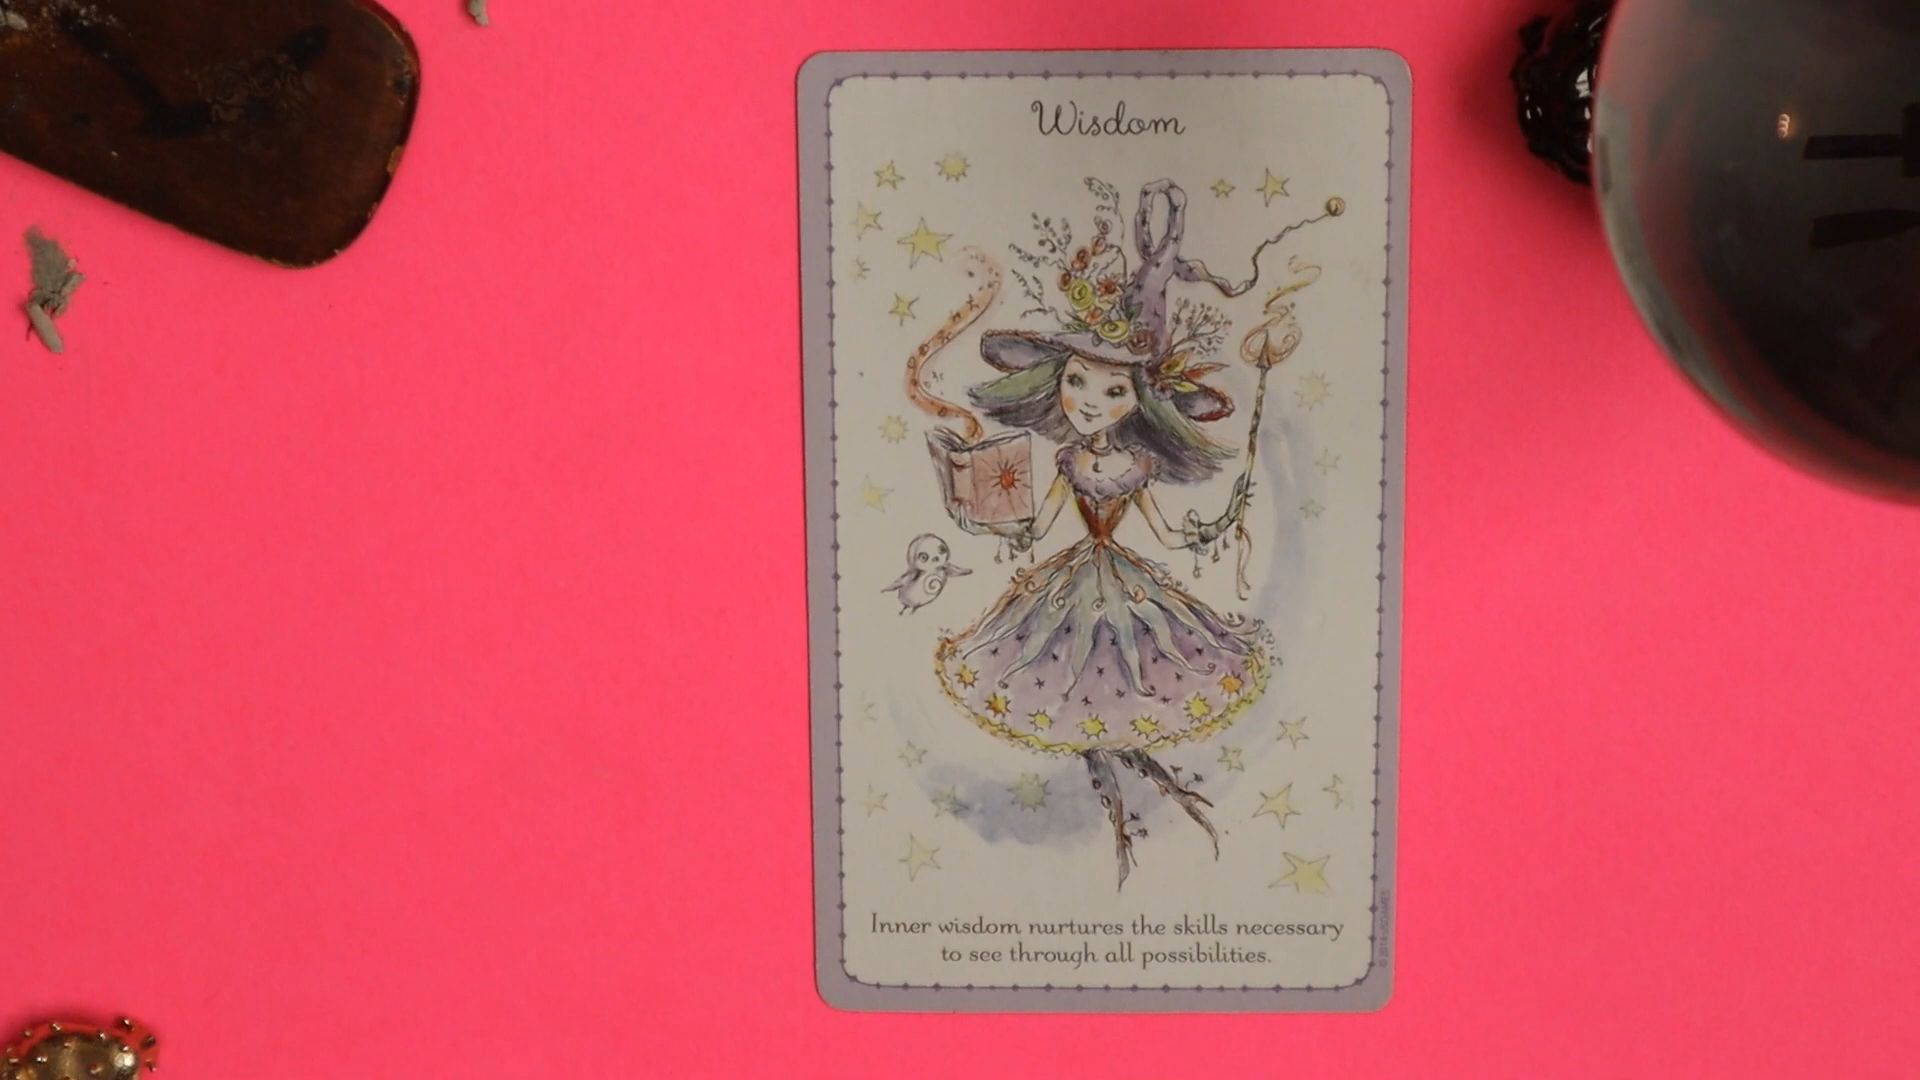 Wisdom
Inner wisdom nurtures the skills necessary
to see through all possibilities.